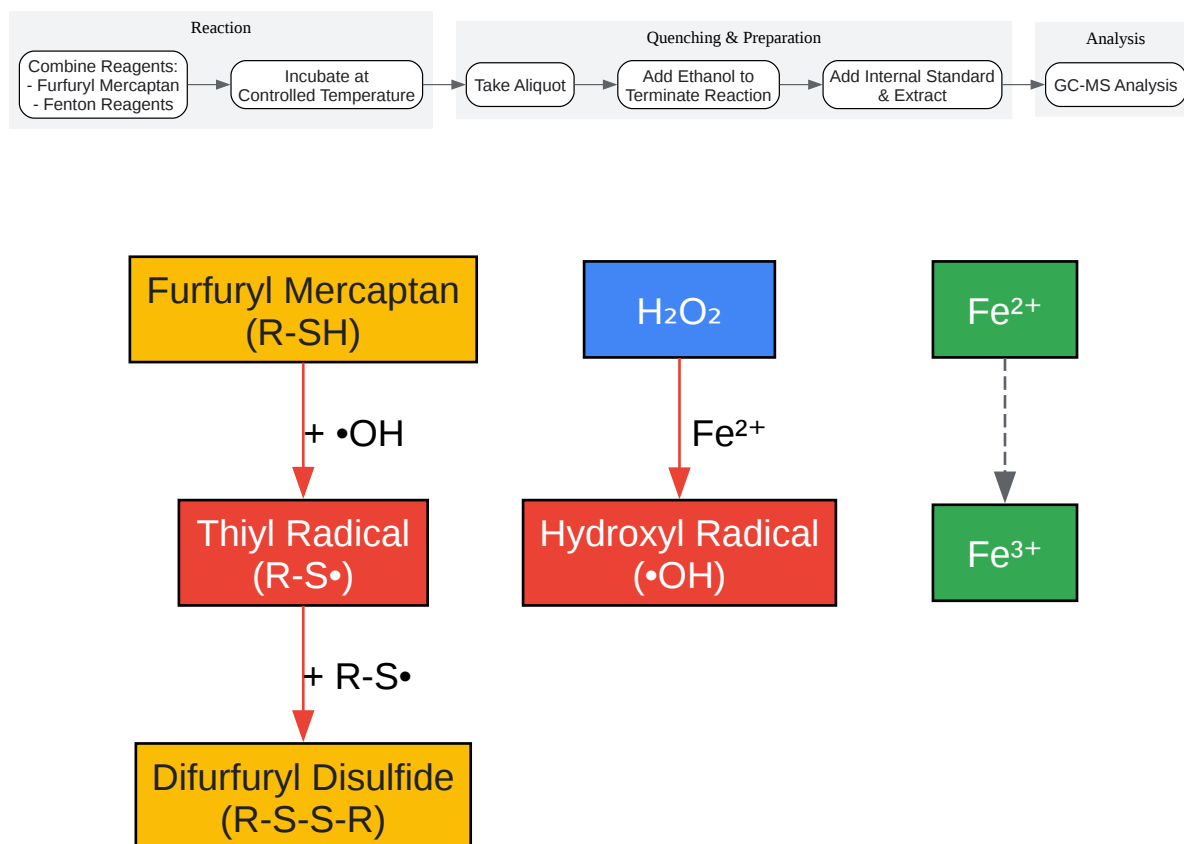 Reaction
Quenching & Preparation
Analysis
Combine Reagents:
- Furfuryl Mercaptan
- Fenton Reagents
Incubate at
Controlled Temperature
Take Aliquot
Add Ethanol to
Terminate Reaction
Add Internal Standard
& Extract
GC-MS Analysis
Furfuryl Mercaptan
(R-SH)
H₂O₂
Fe²⁺
+ •OH
Fe²⁺
Thiyl Radical
(R-S•)
Hydroxyl Radical
(•OH)
Fe³⁺
+ R-S•
Difurfuryl Disulfide
(R-S-S-R)